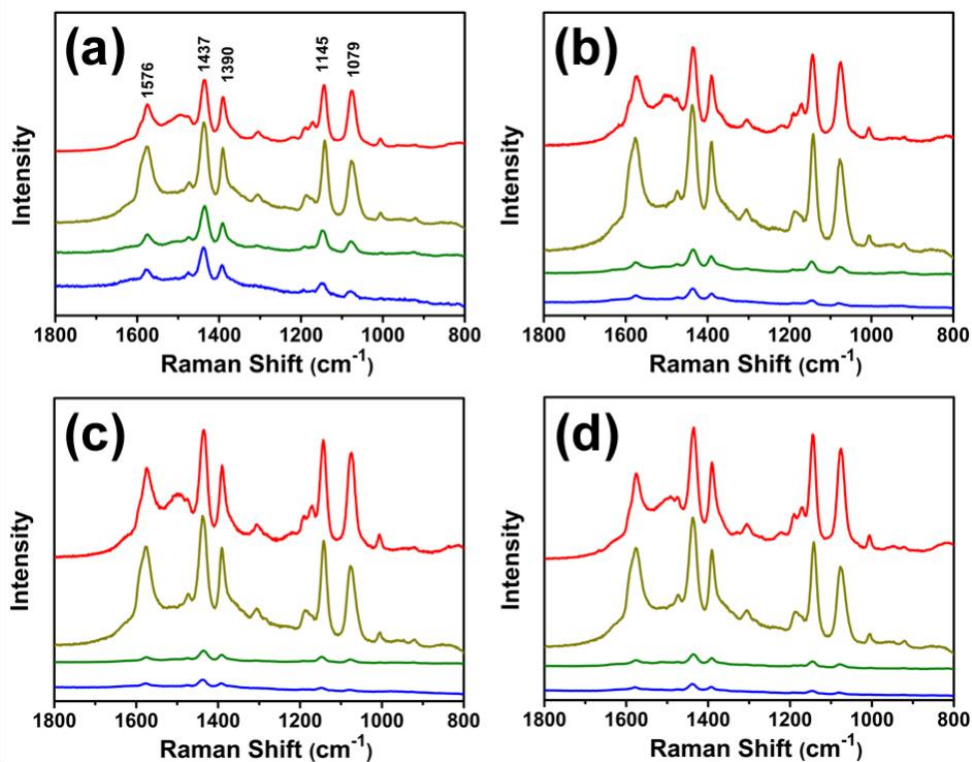 (a)
1576
1437
1390
1145
1079
Intensity
1800 1600 1400 1200 1000 800
Raman Shift (cm⁻¹)
(b)
Intensity
1800 1600 1400 1200 1000 800
Raman Shift (cm⁻¹)
(c)
Intensity
1800 1600 1400 1200 1000 800
Raman Shift (cm⁻¹)
(d)
Intensity
1800 1600 1400 1200 1000 800
Raman Shift (cm⁻¹)